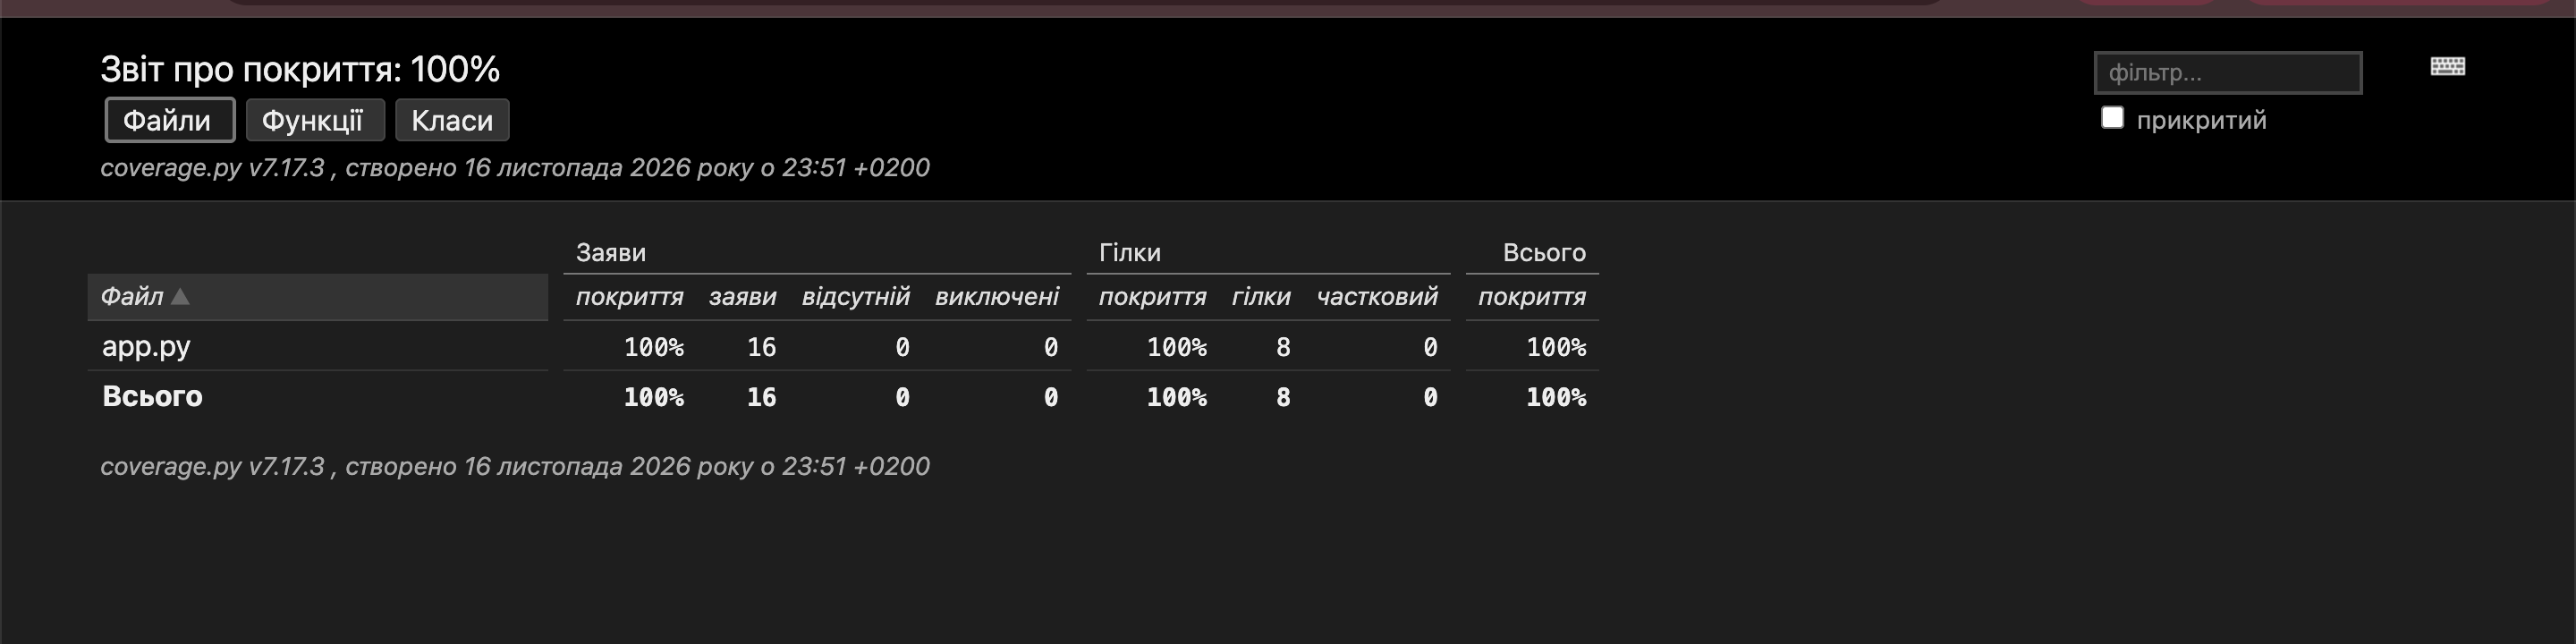 Звіт про покриття: 100%
Файли Функції Класи
coverage.py v7.17.3 , створено 16 листопада 2026 року о 23:51 +0200
фільтр...
прикритий
Заяви Гілки Всього
Файл ▲ покриття заяви відсутній виключені покриття гілки частковий покриття
app.py 100% 16 0 0 100% 8 0 100%
Всього 100% 16 0 0 100% 8 0 100%
coverage.py v7.17.3 , створено 16 листопада 2026 року о 23:51 +0200